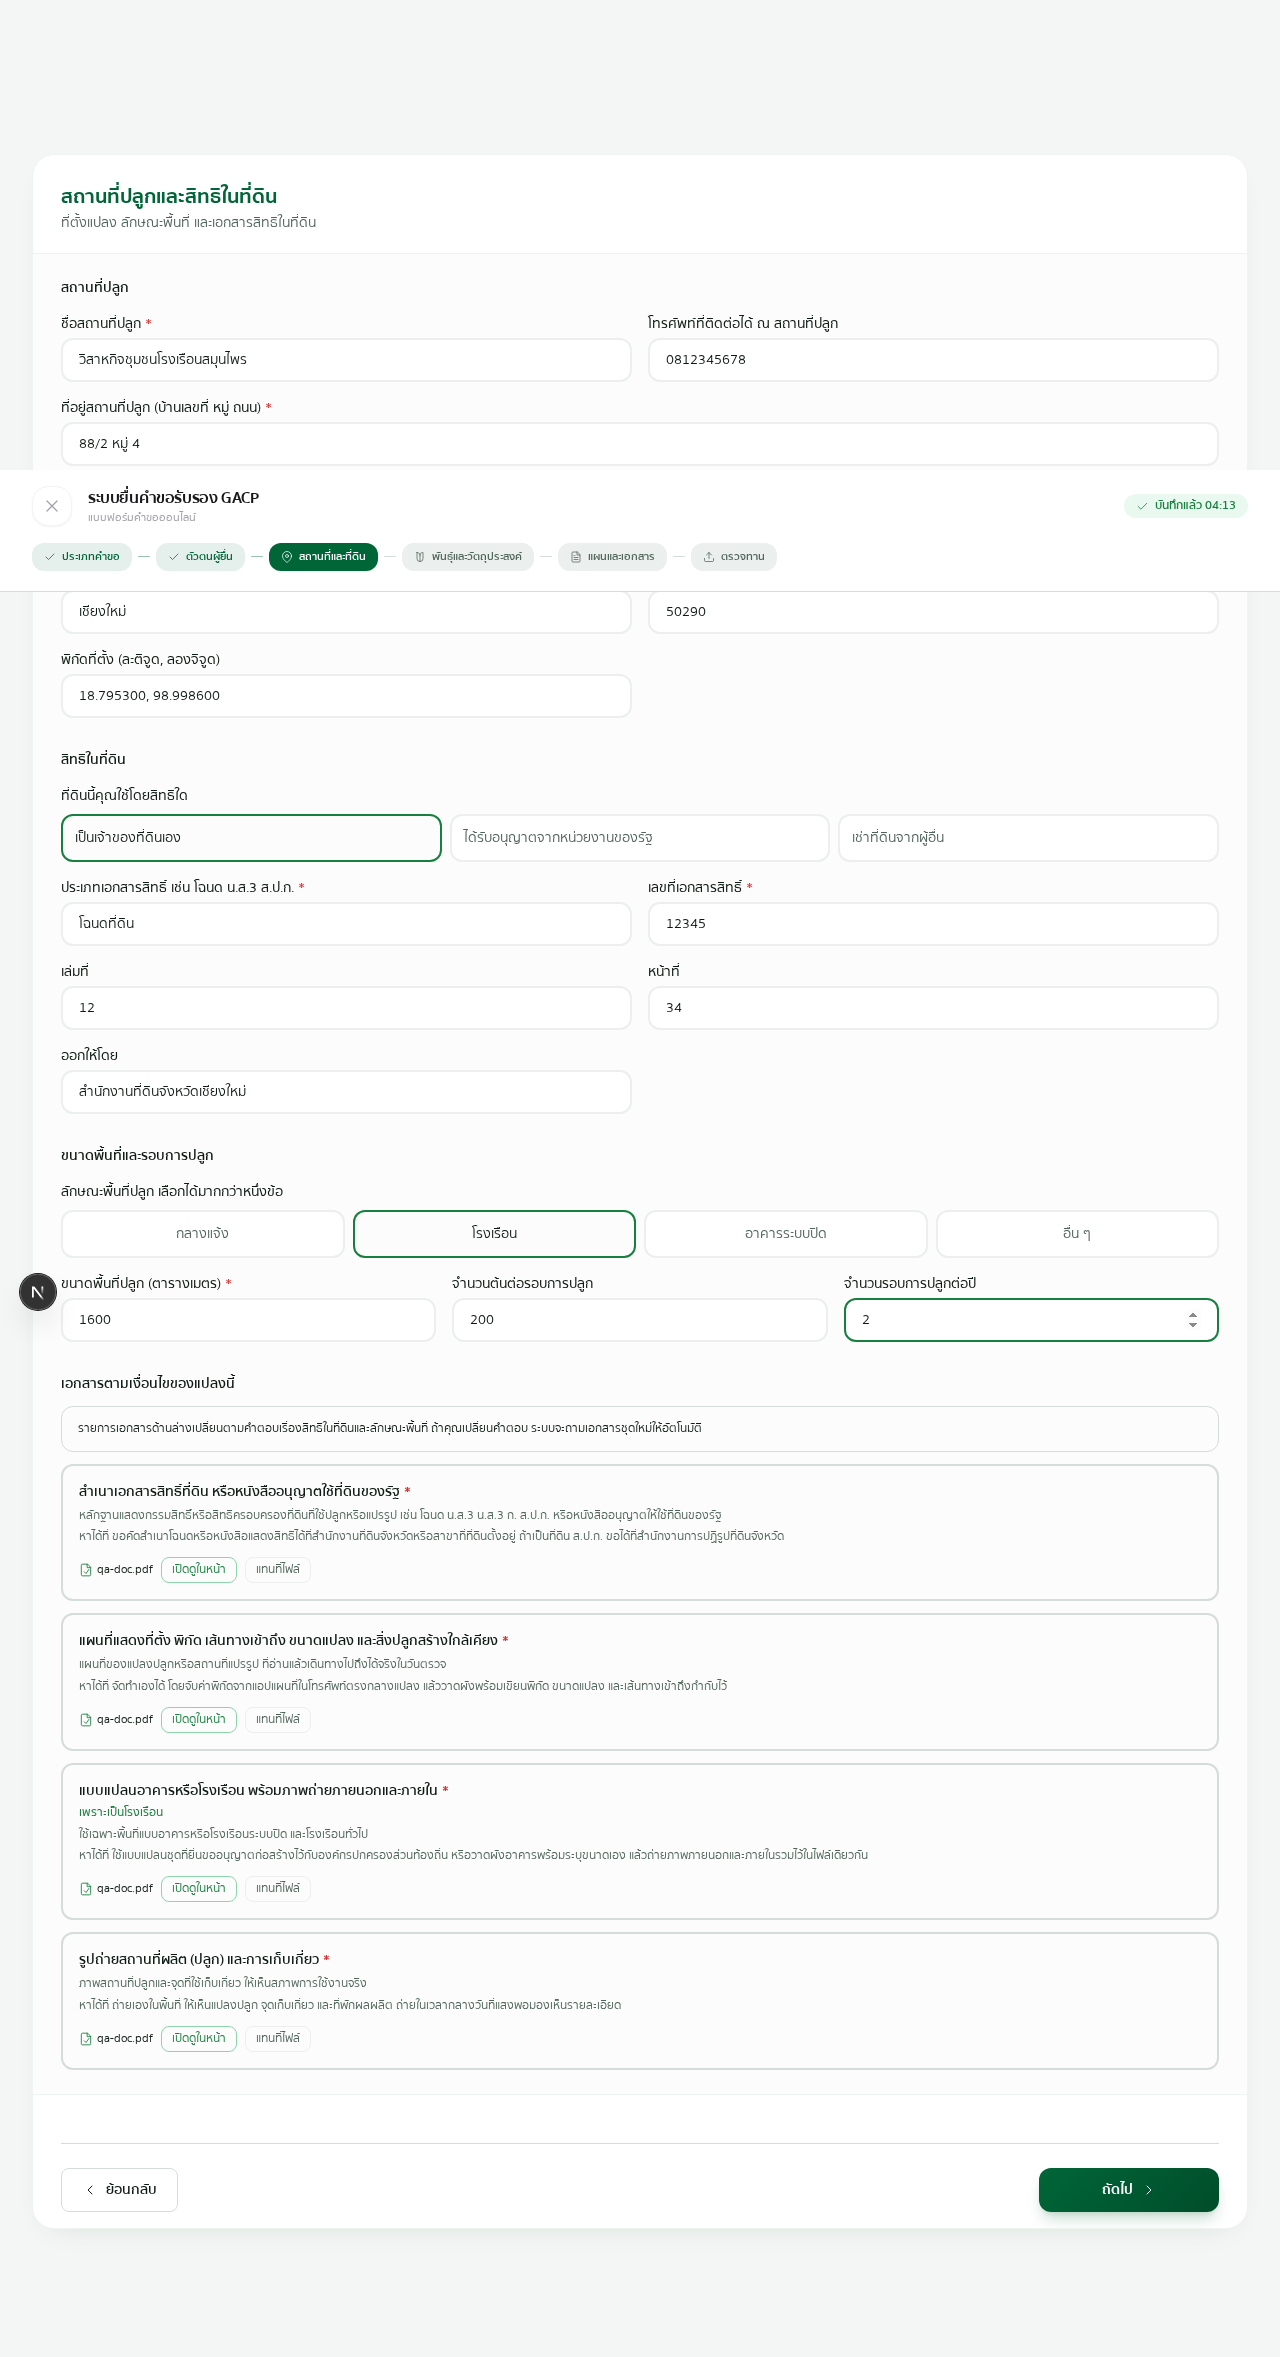 สถานที่ปลูกและสิทธิในที่ดิน
ที่ตั้งแปลง ลักษณะพื้นที่ และเอกสารสิทธิในที่ดิน
สถานที่ปลูก
ชื่อสถานที่ปลูก *
โทรศัพท์ที่ติดต่อได้ ณ สถานที่ปลูก
วิสาหกิจชุมชนโรงเรือนสมุนไพร
0812345678
ที่อยู่สถานที่ปลูก (บ้านเลขที่ หมู่ ถนน) *
88/2 หมู่ 4
ระบบยื่นคำขอรับรอง GACP
แบบฟอร์มคำขอออนไลน์
บันทึกแล้ว 04:13
ประเภทคำขอ
ตัวตนผู้ยื่น
สถานที่และที่ดิน
พันธุ์และวัตถุประสงค์
แผนและเอกสาร
ตรวจทาน
เชียงใหม่
50290
พิกัดที่ตั้ง (ละติจูด, ลองจิจูด)
18.795300, 98.998600
สิทธิในที่ดิน
ที่ดินนี้คุณใช้โดยสิทธิใด
เป็นเจ้าของที่ดินเอง
ได้รับอนุญาตจากหน่วยงานของรัฐ
เช่าที่ดินจากผู้อื่น
ประเภทเอกสารสิทธิ์ เช่น โฉนด น.ส.3 ส.ป.ก. *
เลขที่เอกสารสิทธิ์ *
โฉนดที่ดิน
12345
เล่มที่
หน้าที่
12
34
ออกให้โดย
สำนักงานที่ดินจังหวัดเชียงใหม่
ขนาดพื้นที่และรอบการปลูก
ลักษณะพื้นที่ปลูก เลือกได้มากกว่าหนึ่งข้อ
กลางแจ้ง
โรงเรือน
อาคารระบบปิด
อื่น ๆ
ขนาดพื้นที่ปลูก (ตารางเมตร) *
จำนวนต้นต่อรอบการปลูก
จำนวนรอบการปลูกต่อปี
1600
200
2
เอกสารตามเงื่อนไขของแปลงนี้
รายการเอกสารด้านล่างเปลี่ยนตามคำตอบเรื่องสิทธิในที่ดินและลักษณะพื้นที่ ถ้าคุณเปลี่ยนคำตอบ ระบบจะถามเอกสารชุดใหม่ให้อัตโนมัติ
สำเนาเอกสารสิทธิ์ที่ดิน หรือหนังสืออนุญาตใช้ที่ดินของรัฐ *
หลักฐานแสดงกรรมสิทธิ์หรือสิทธิครอบครองที่ดินที่ใช้ปลูกหรือแปรรูป เช่น โฉนด น.ส.3 น.ส.3 ก. ส.ป.ก. หรือหนังสืออนุญาตให้ใช้ที่ดินของรัฐ
หาได้ที่ ขอคัดสำเนาโฉนดหรือหนังสือแสดงสิทธิได้ที่สำนักงานที่ดินจังหวัดหรือสาขาที่ที่ดินตั้งอยู่ ถ้าเป็นที่ดิน ส.ป.ก. ขอได้ที่สำนักงานการปฏิรูปที่ดินจังหวัด
qa-doc.pdf
เปิดดูในหน้า
แทนที่ไฟล์
แผนที่แสดงที่ตั้ง พิกัด เส้นทางเข้าถึง ขนาดแปลง และสิ่งปลูกสร้างใกล้เคียง *
แผนที่ของแปลงปลูกหรือสถานที่แปรรูป ที่อ่านแล้วเดินทางไปถึงได้จริงในวันตรวจ
หาได้ที่ จัดทำเองได้ โดยจับค่าพิกัดจากแอปแผนที่ในโทรศัพท์ตรงกลางแปลง แล้ววาดผังพร้อมเขียนพิกัด ขนาดแปลง และเส้นทางเข้าถึงกำกับไว้
qa-doc.pdf
เปิดดูในหน้า
แทนที่ไฟล์
แบบแปลนอาคารหรือโรงเรือน พร้อมภาพถ่ายภายนอกและภายใน *
เพราะเป็นโรงเรือน
ใช้เฉพาะพื้นที่แบบอาคารหรือโรงเรือนระบบปิด และโรงเรือนทั่วไป
หาได้ที่ ใช้แบบแปลนชุดที่ยื่นขออนุญาตก่อสร้างไว้กับองค์กรปกครองส่วนท้องถิ่น หรือวาดผังอาคารพร้อมระบุขนาดเอง แล้วถ่ายภาพภายนอกและภายในรวมไว้ในไฟล์เดียวกัน
qa-doc.pdf
เปิดดูในหน้า
แทนที่ไฟล์
รูปถ่ายสถานที่ผลิต (ปลูก) และการเก็บเกี่ยว *
ภาพสถานที่ปลูกและจุดที่ใช้เก็บเกี่ยว ให้เห็นสภาพการใช้งานจริง
หาได้ที่ ถ่ายเองในพื้นที่ ให้เห็นแปลงปลูก จุดเก็บเกี่ยว และที่พักผลผลิต ถ่ายในเวลากลางวันที่แสงพอมองเห็นรายละเอียด
qa-doc.pdf
เปิดดูในหน้า
แทนที่ไฟล์
ย้อนกลับ
ถัดไป